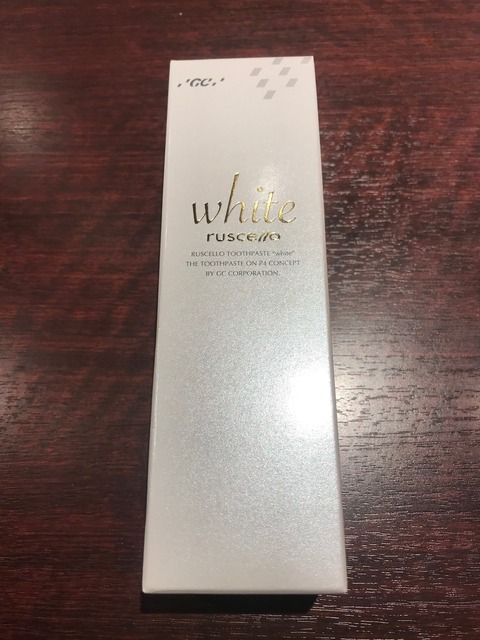 GC
white
ruscello
RUSCELLO TOOTHPASTE "white"
THE TOOTHPASTE ON P4 CONCEPT
BY GC CORPORATION.